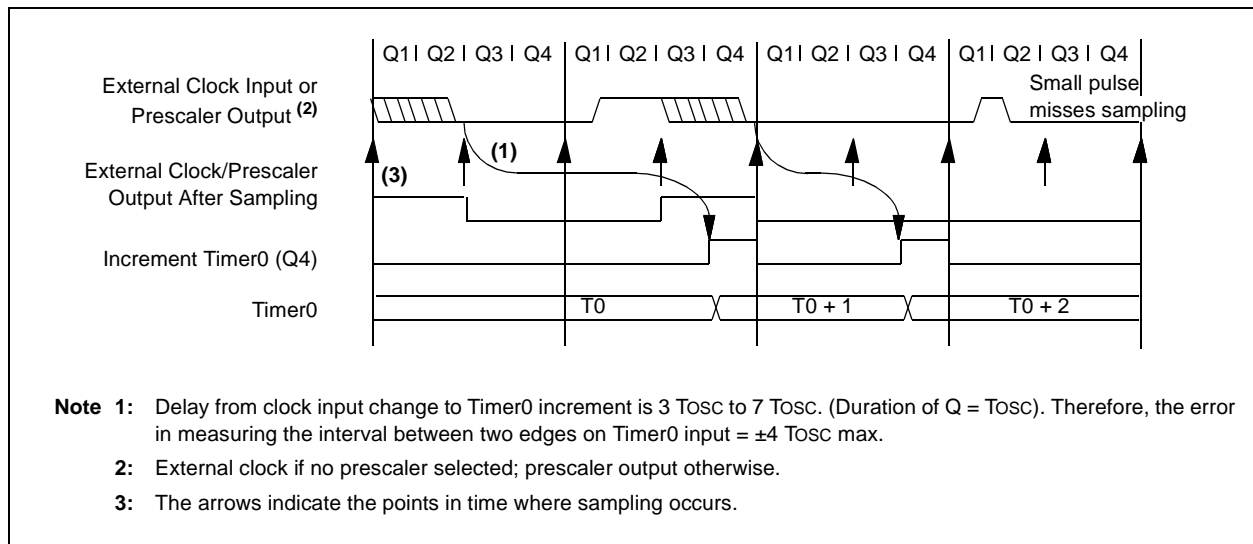 Q1 Q2 Q3 Q4 Q1 Q2 Q3 Q4 Q1 Q2 Q3 Q4 Q1 Q2 Q3 Q4
External Clock Input or
Prescaler Output (2)
Small pulse
misses sampling
(1)
External Clock/Prescaler
Output After Sampling
(3)
Increment Timer0 (Q4)
Timer0
T0 T0 + 1 T0 + 2
Note 1: Delay from clock input change to Timer0 increment is 3 TOSC to 7 TOSC. (Duration of Q = TOSC). Therefore, the error
in measuring the interval between two edges on Timer0 input = ±4 TOSC max.
2: External clock if no prescaler selected; prescaler output otherwise.
3: The arrows indicate the points in time where sampling occurs.